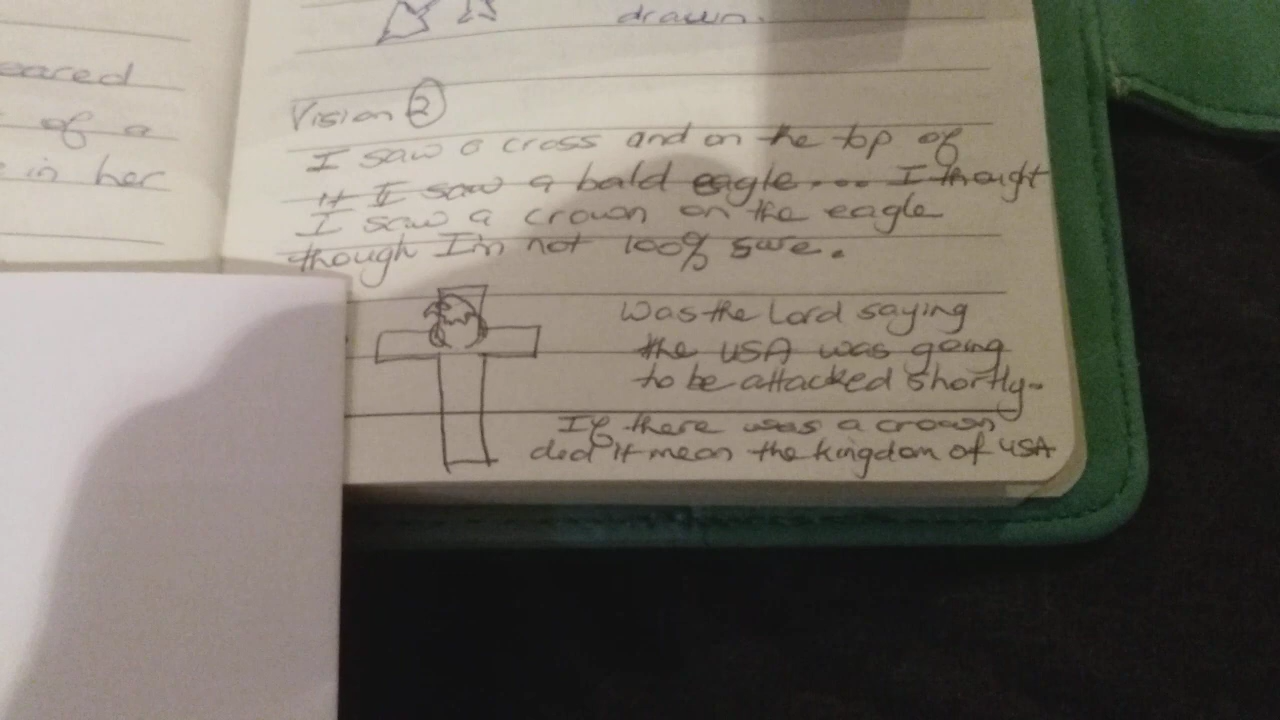 eared
of a
in her
drawn.
Vision 2
I saw a cross and on the top of
it I saw a bald eagle.... I thought
I saw a crown on the eagle
though I'm not 100% sure.
Was the Lord saying
the USA was going
to be attacked shortly-
If there was a crown
did it mean the kingdom of USA